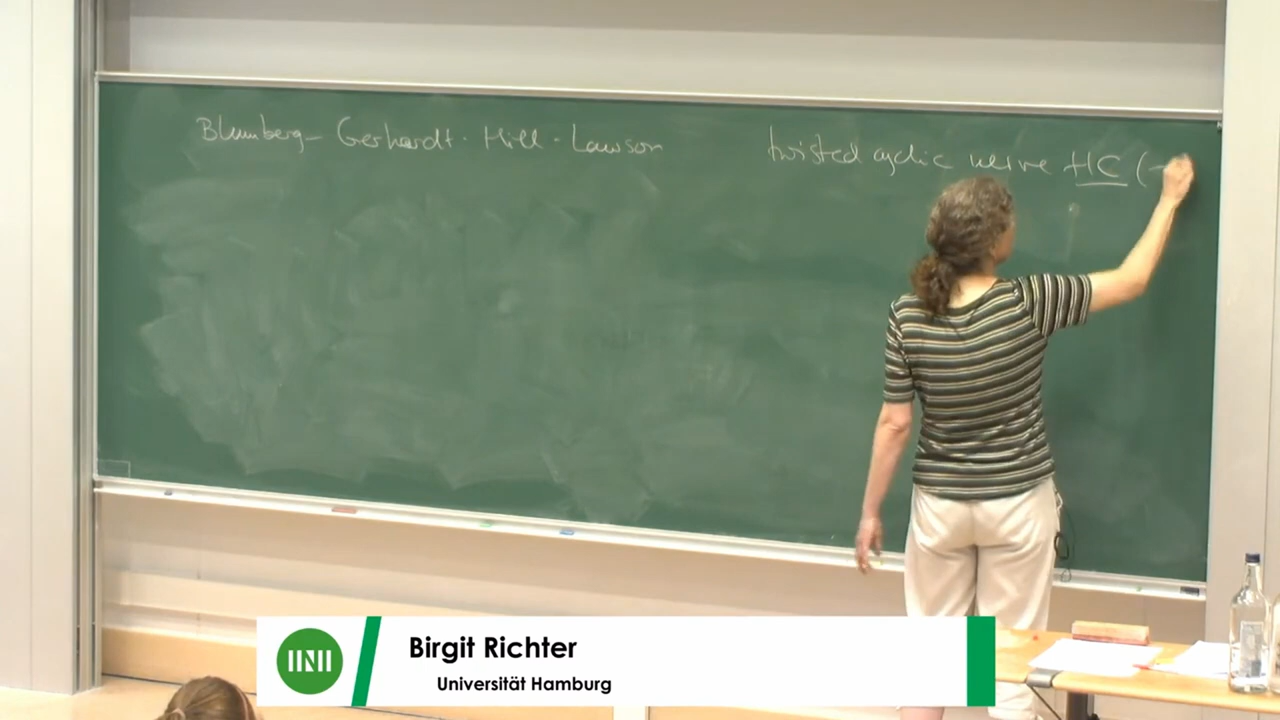 Blumberg - Gerhardt - Hill - Lawson
twisted cyclic nerve HC (-
Birgit Richter
Universität Hamburg